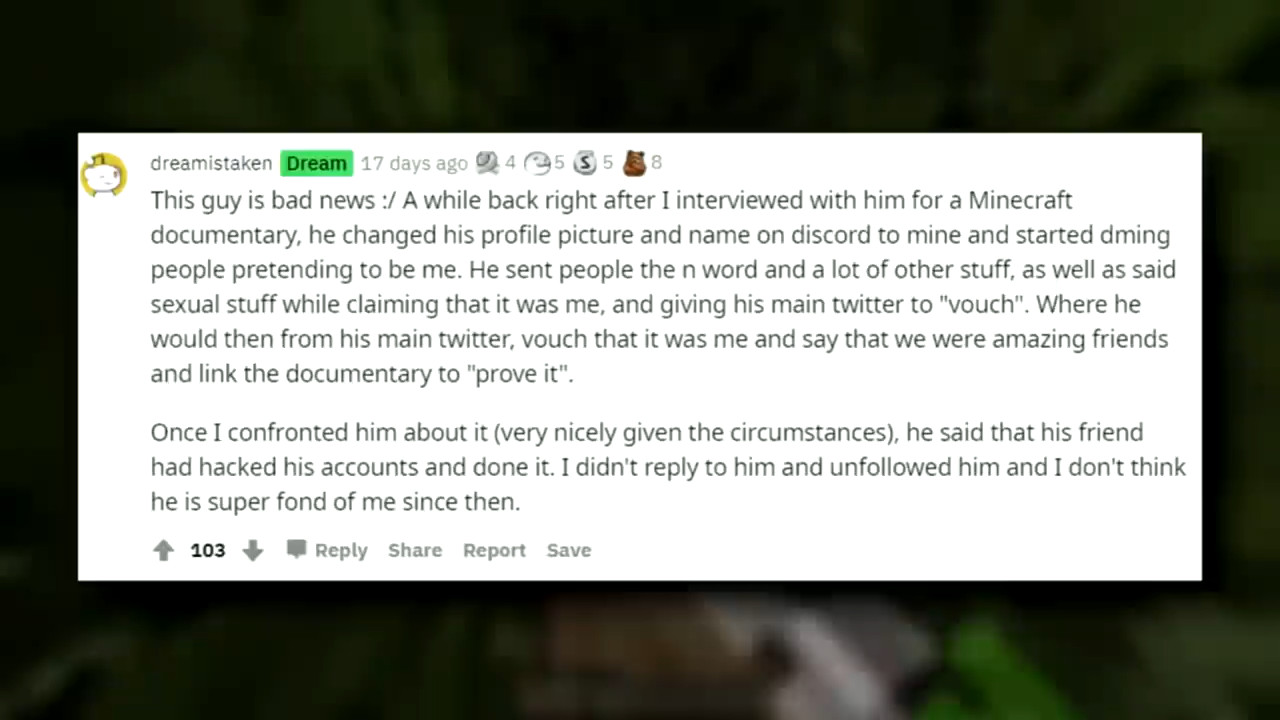 dreamistaken Dream 17 days ago 4 5 S 5 8
This guy is bad news :/ A while back right after I interviewed with him for a Minecraft
documentary, he changed his profile picture and name on discord to mine and started dming
people pretending to be me. He sent people the n word and a lot of other stuff, as well as said
sexual stuff while claiming that it was me, and giving his main twitter to "vouch". Where he
would then from his main twitter, vouch that it was me and say that we were amazing friends
and link the documentary to "prove it".
Once I confronted him about it (very nicely given the circumstances), he said that his friend
had hacked his accounts and done it. I didn't reply to him and unfollowed him and I don't think
he is super fond of me since then.
103 Reply Share Report Save